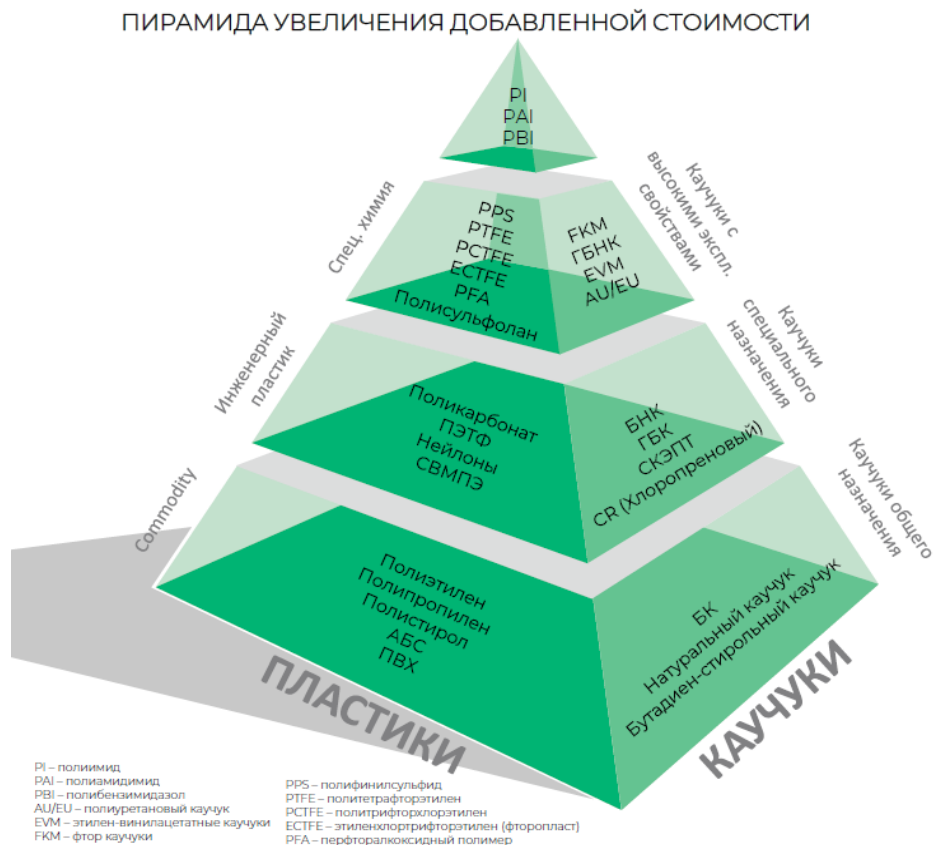 ПИРАМИДА УВЕЛИЧЕНИЯ ДОБАВЛЕННОЙ СТОИМОСТИ
PI
PAI
PBI
Спец. химия
PPS
PTFE
PCTFE
ECTFE
PFA
Полисульфолан
FKM
ГБНК
EVM
AU/EU
Каучуки с
высокими экспл.
свойствами
Инженерный
пластик
Поликарбонат
ПЭТФ
Нейлоны
СВМПЭ
БНК
ГБК
СКЭПТ
CR (Хлоропреновый)
Каучуки
специального
назначения
Commodity
Полиэтилен
Полипропилен
Полистирол
АБС
ПВХ
БК
Натуральный каучук
Бутадиен-стирольный каучук
Каучуки общего
назначения
ПЛАСТИКИ
КАУЧУКИ
PI – полиимид
PAI – полиамидимид
PBI – полибензимидазол
AU/EU – полиуретановый каучук
EVM – этилен-винилацетатные каучуки
FKM – фтор каучуки
PPS – полифинилсульфид
PTFE – политетрафторэтилен
PCTFE – политрифторхлорэтилен
ECTFE – этиленхлортрифторэтилен (фторопласт)
PFA – перфторалкоксидный полимер